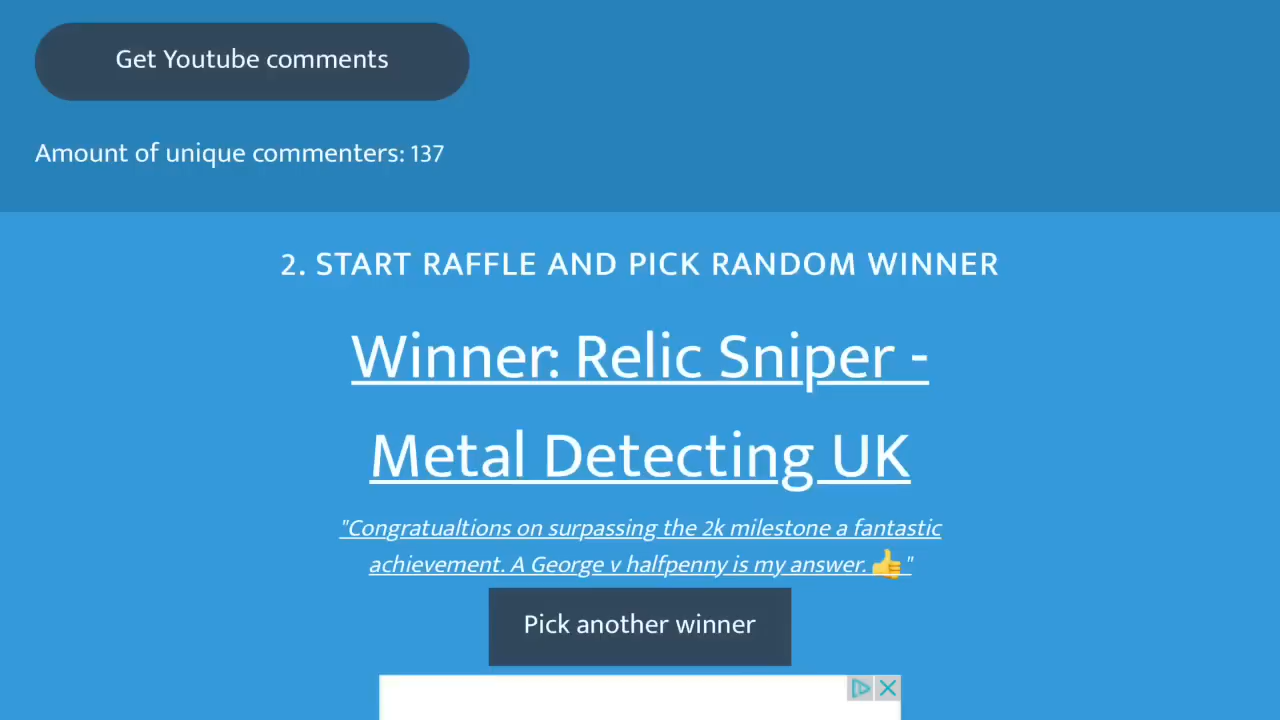 Get Youtube comments
Amount of unique commenters: 137
2. START RAFFLE AND PICK RANDOM WINNER
Winner: Relic Sniper -
Metal Detecting UK
"Congratualtions on surpassing the 2k milestone a fantastic
achievement. A George v halfpenny is my answer. 👍"
Pick another winner